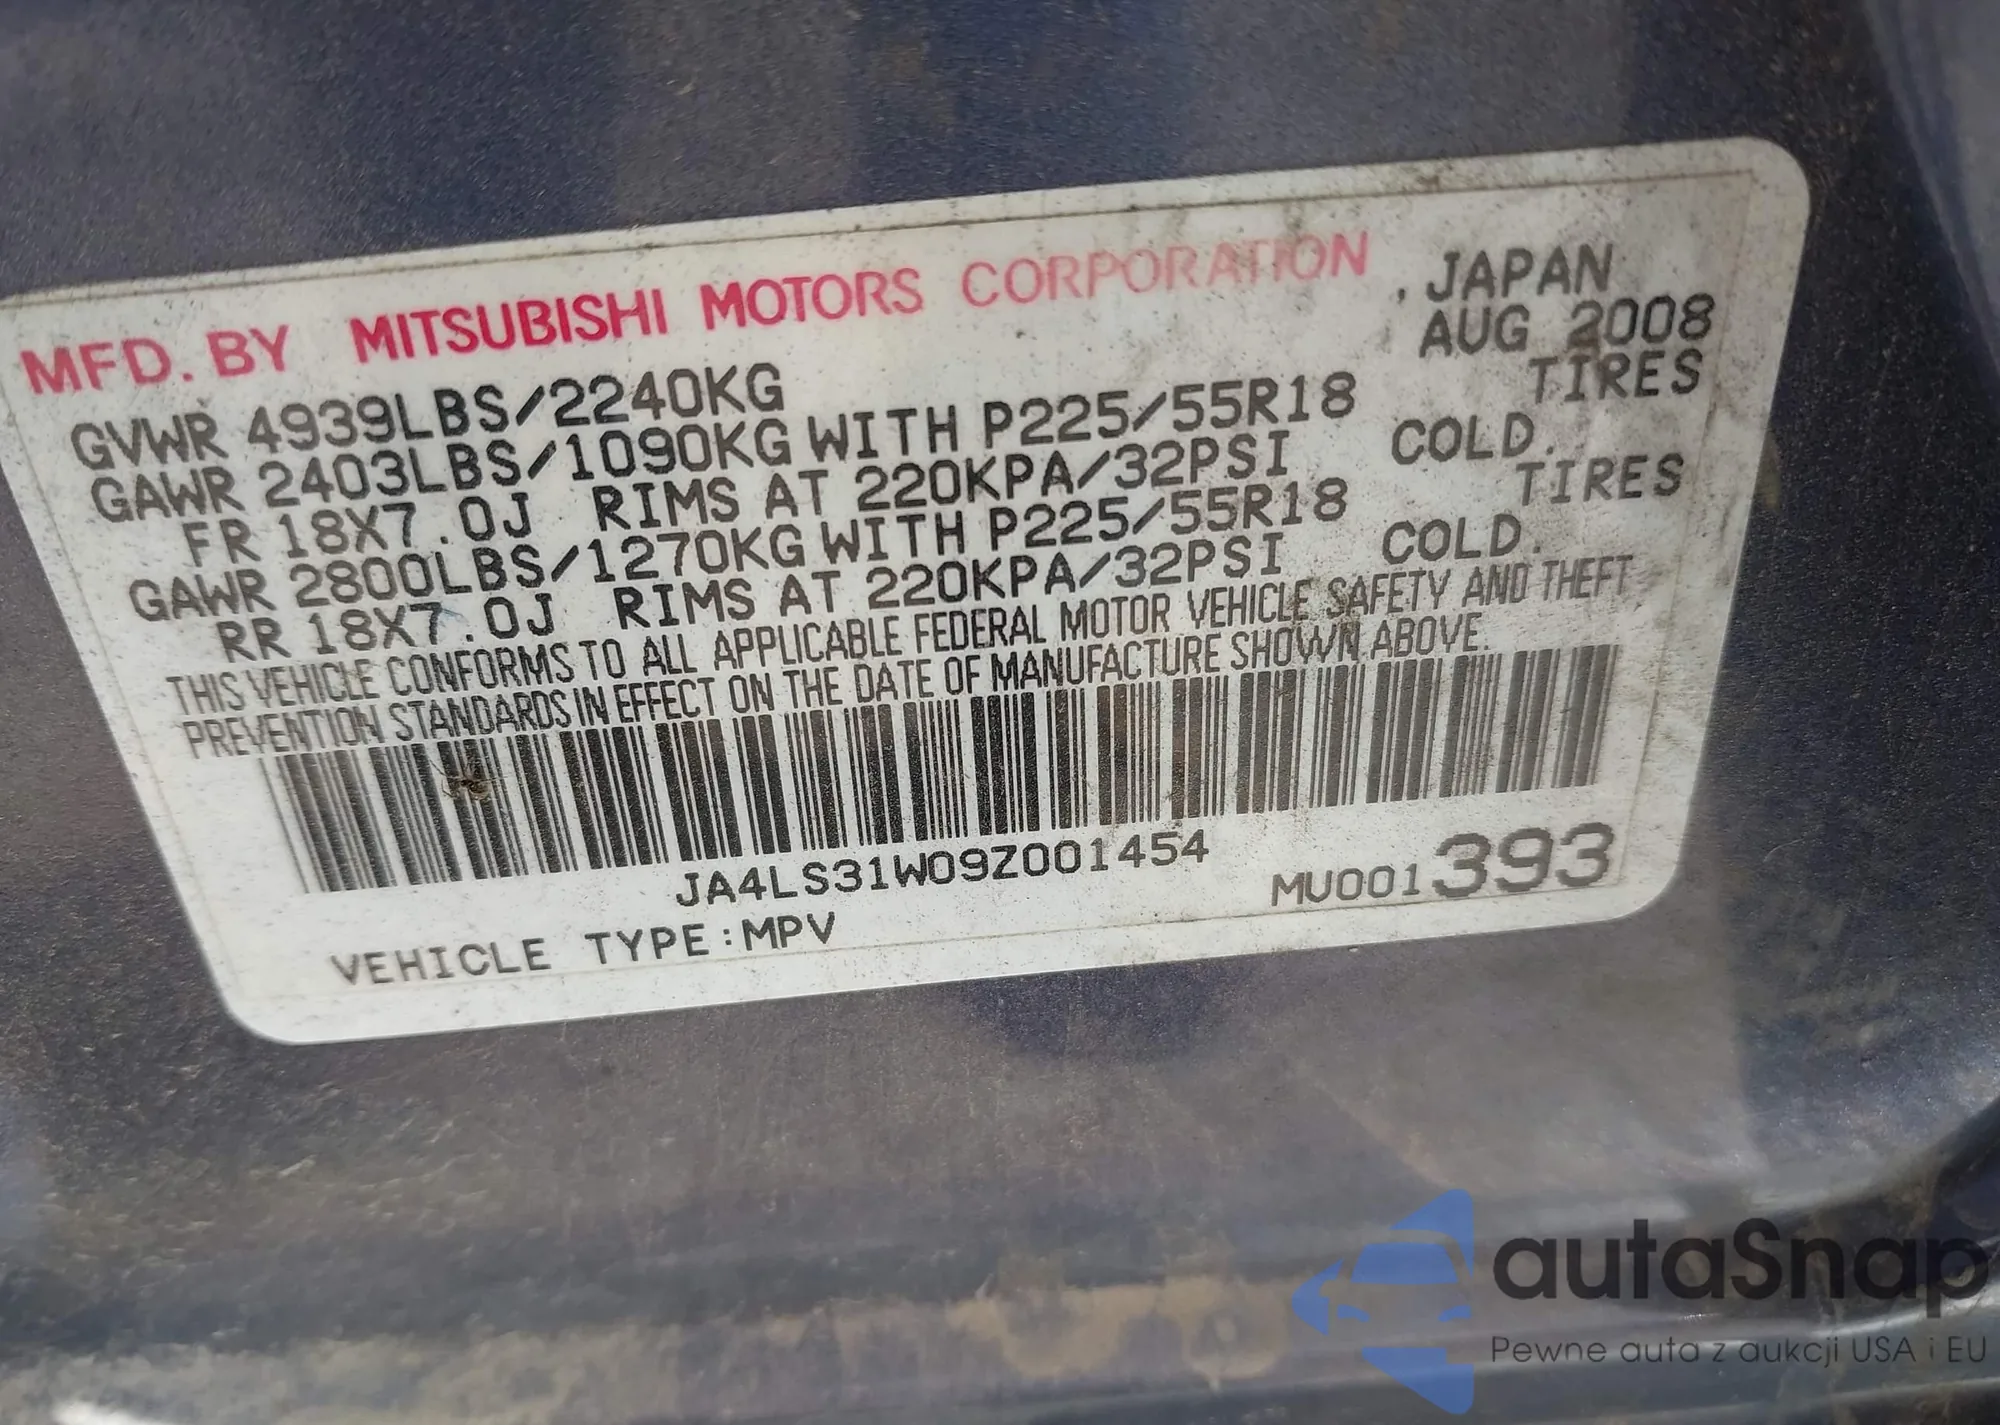 MFD. BY MITSUBISHI MOTORS CORPORATION , JAPAN
AUG 2008
GVWR 4939LBS/2240KG
GAWR 2403LBS/1090KG WITH P225/55R18 TIRES
FR 18X7.0J RIMS AT 220KPA/32PSI COLD.
GAWR 2800LBS/1270KG WITH P225/55R18 TIRES
RR 18X7.0J RIMS AT 220KPA/32PSI COLD.
THIS VEHICLE CONFORMS TO ALL APPLICABLE FEDERAL MOTOR VEHICLE SAFETY AND THEFT
PREVENTION STANDARDS IN EFFECT ON THE DATE OF MANUFACTURE SHOWN ABOVE.
JA4LS31W09Z001454
MU001393
VEHICLE TYPE:MPV
autaSnap
Pewne auta z aukcji USA i EU